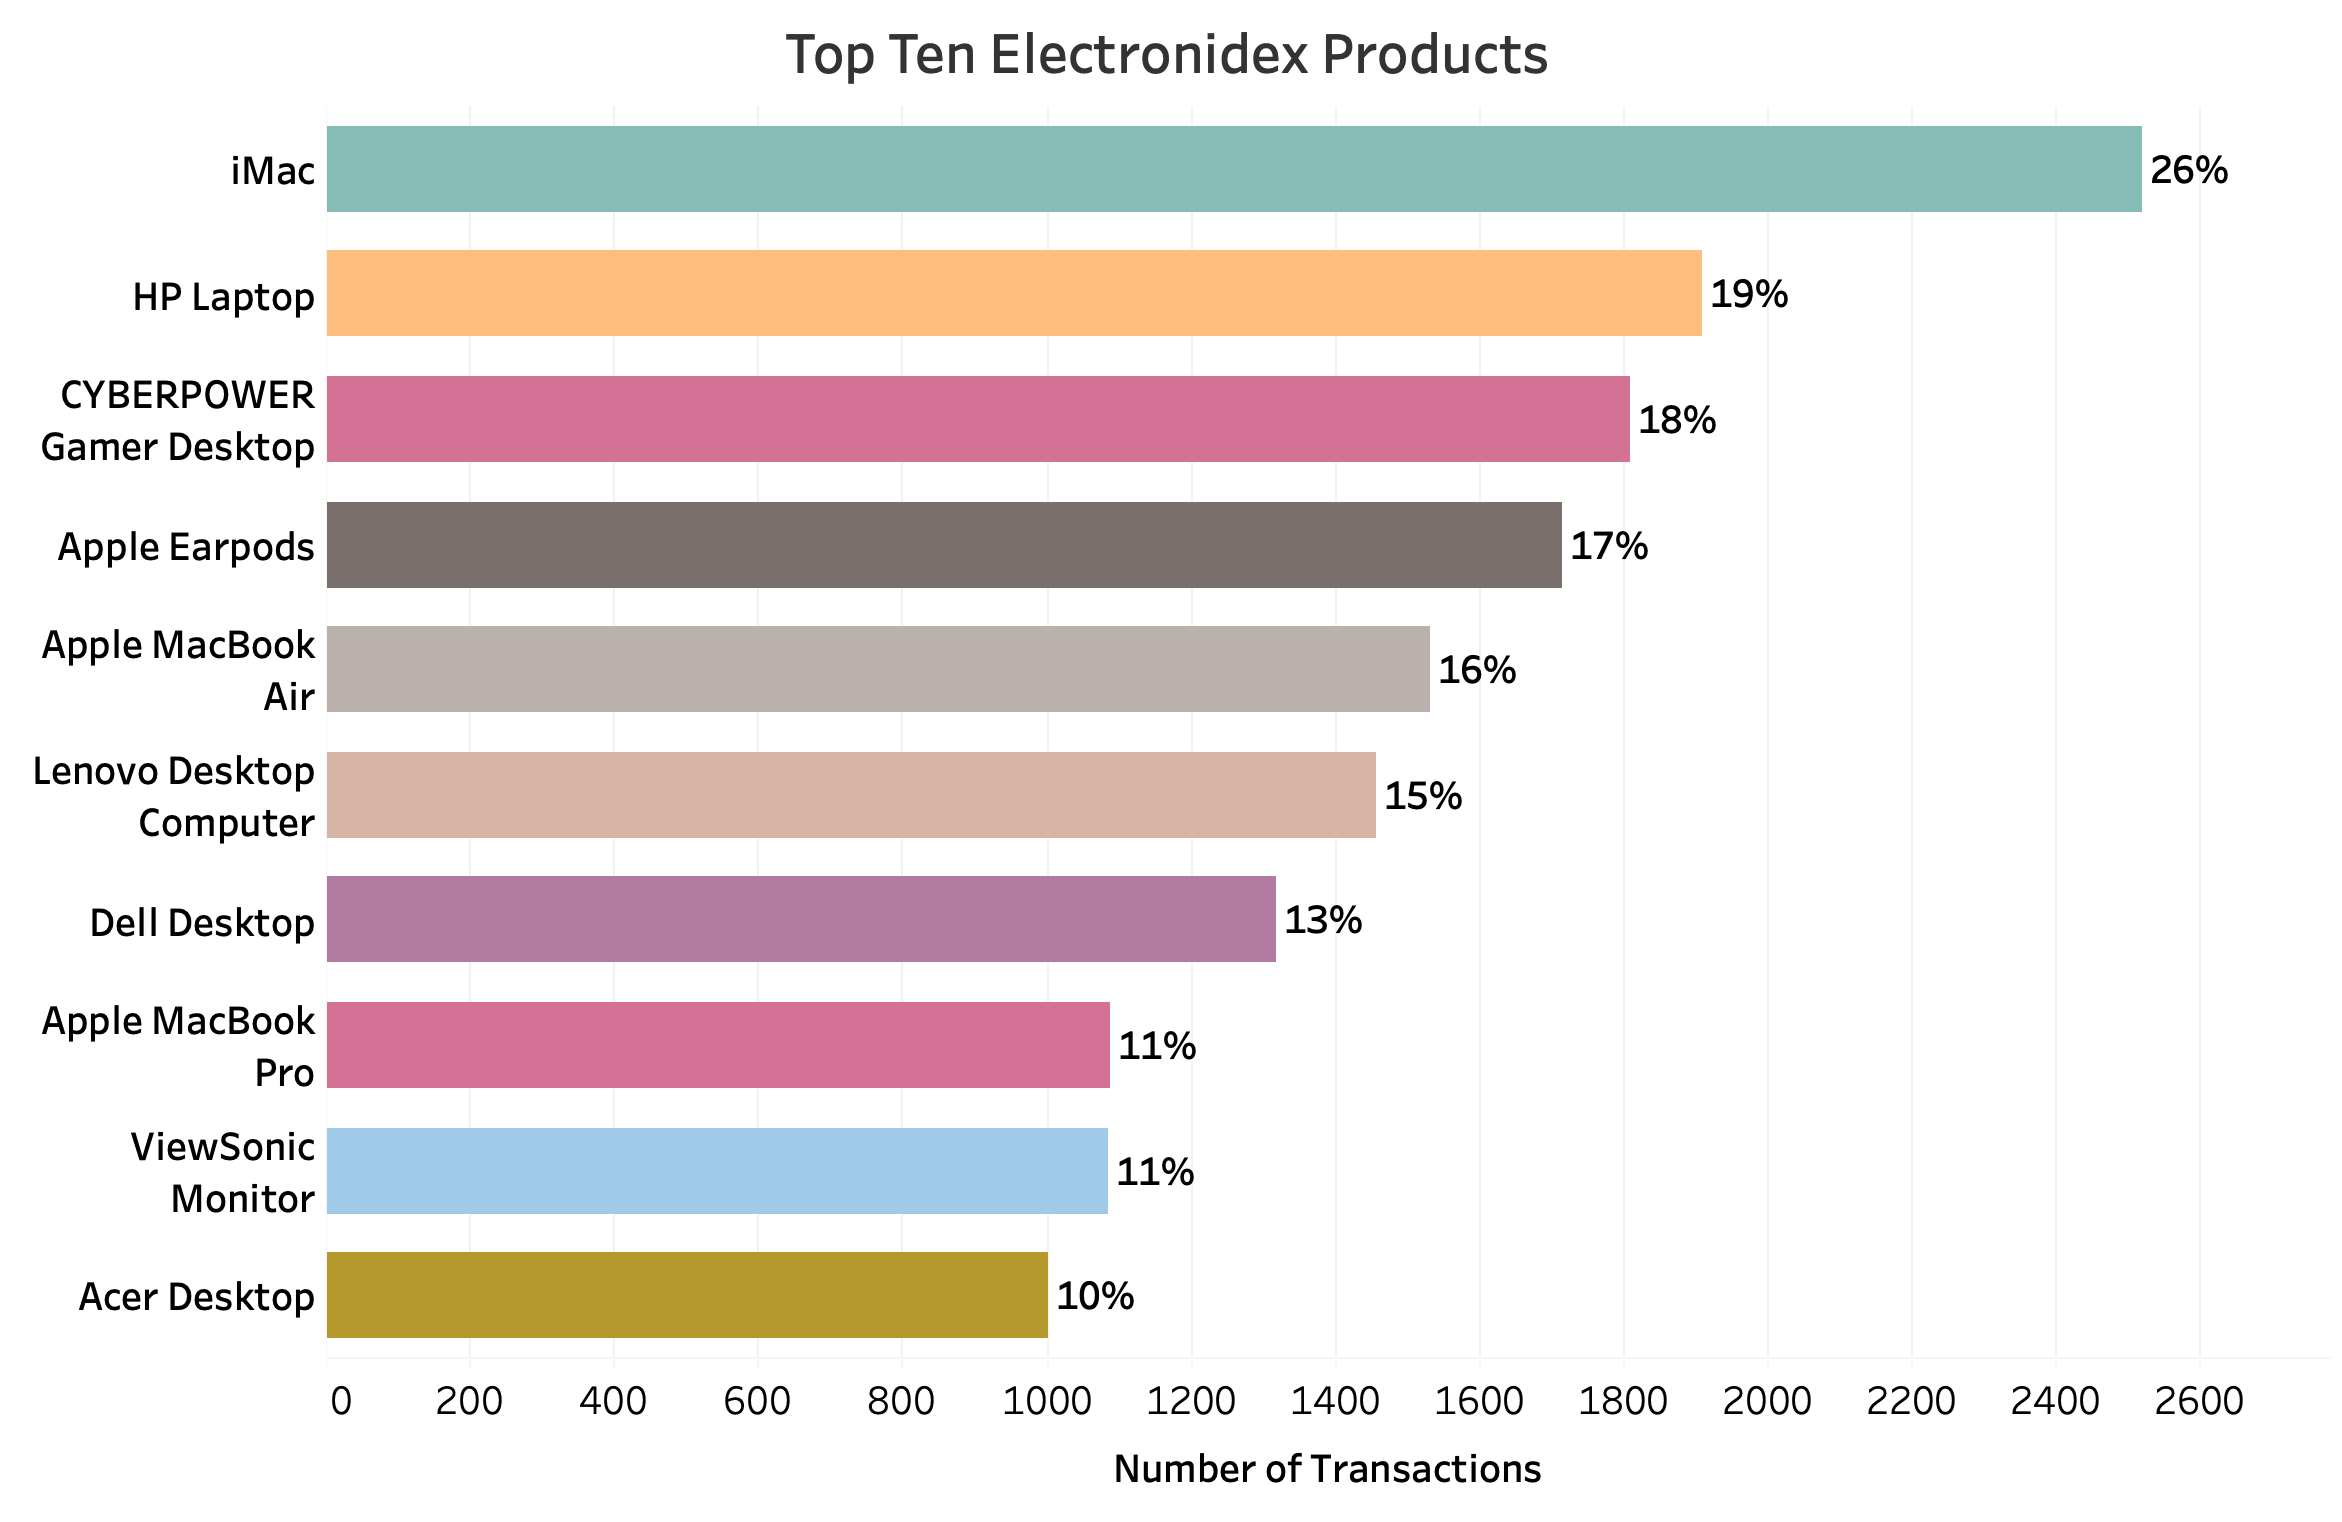 Top Ten Electronidex Products
iMac
26%
HP Laptop
19%
CYBERPOWER
Gamer Desktop
18%
Apple Earpods
17%
Apple MacBook
Air
16%
Lenovo Desktop
Computer
15%
Dell Desktop
13%
Apple MacBook
Pro
11%
ViewSonic
Monitor
11%
Acer Desktop
10%
0 200 400 600 800 1000 1200 1400 1600 1800 2000 2200 2400 2600
Number of Transactions